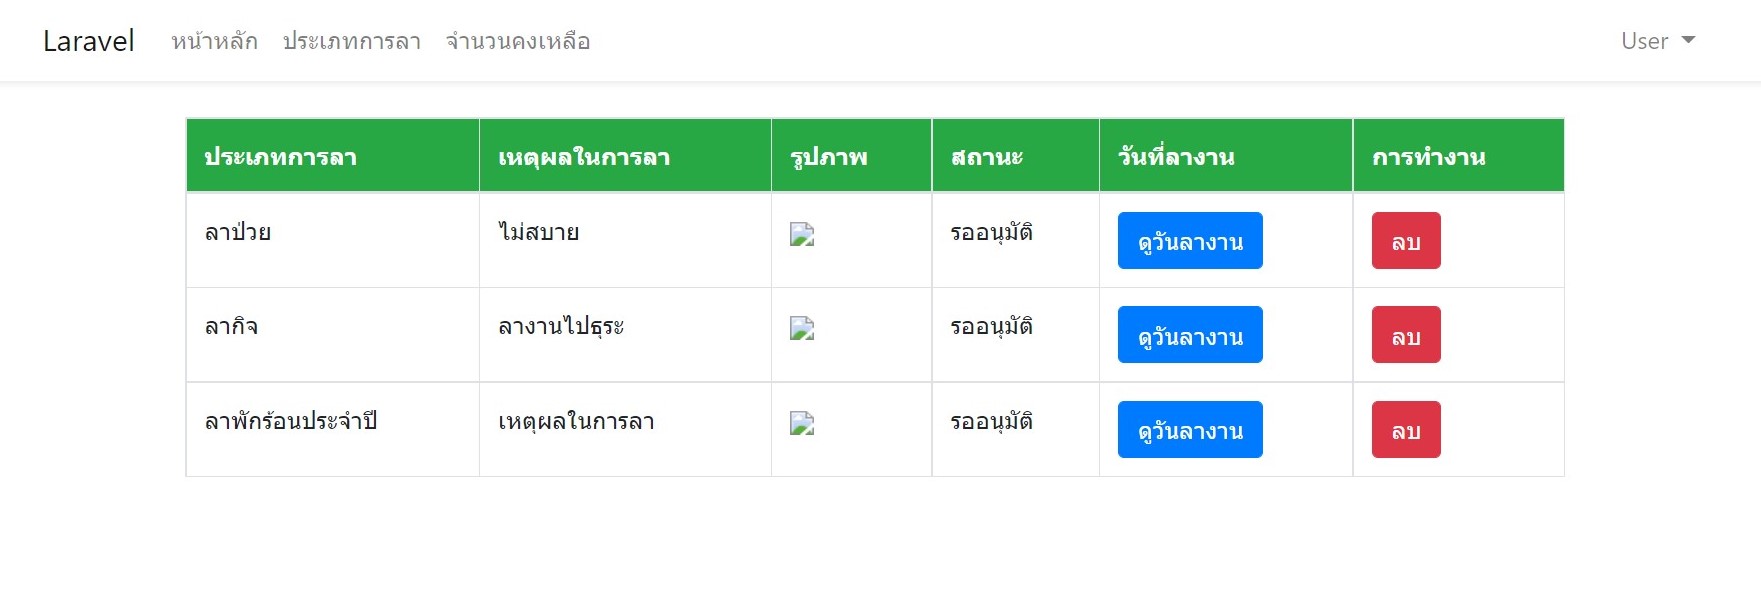 Laravel หน้าหลัก ประเภทการลา จำนวนคงเหลือ User
ประเภทการลา เหตุผลในการลา รูปภาพ สถานะ วันที่ลางาน การทำงาน
ลาป่วย ไม่สบาย รออนุมัติ ดูวันลางาน ลบ
ลากิจ ลางานไปธุระ รออนุมัติ ดูวันลางาน ลบ
ลาพักร้อนประจำปี เหตุผลในการลา รออนุมัติ ดูวันลางาน ลบ